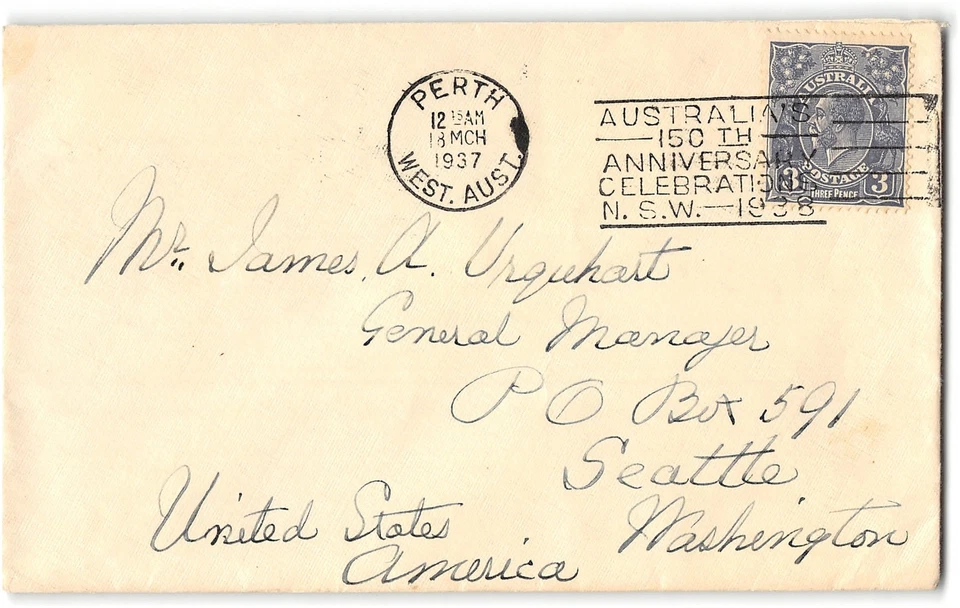 PERTH
12 15AM
18 MCH
1937
WEST. AUST.
AUSTRALIA'S
150 TH
ANNIVERSARY
CELEBRATIONS
N. S. W. — 1938
AUSTRALIA
POSTAGE
3 THREE PENCE 3
Mr. James A. Urquhart
General Manager
P O Box 591
Seattle
Washington
United States
America